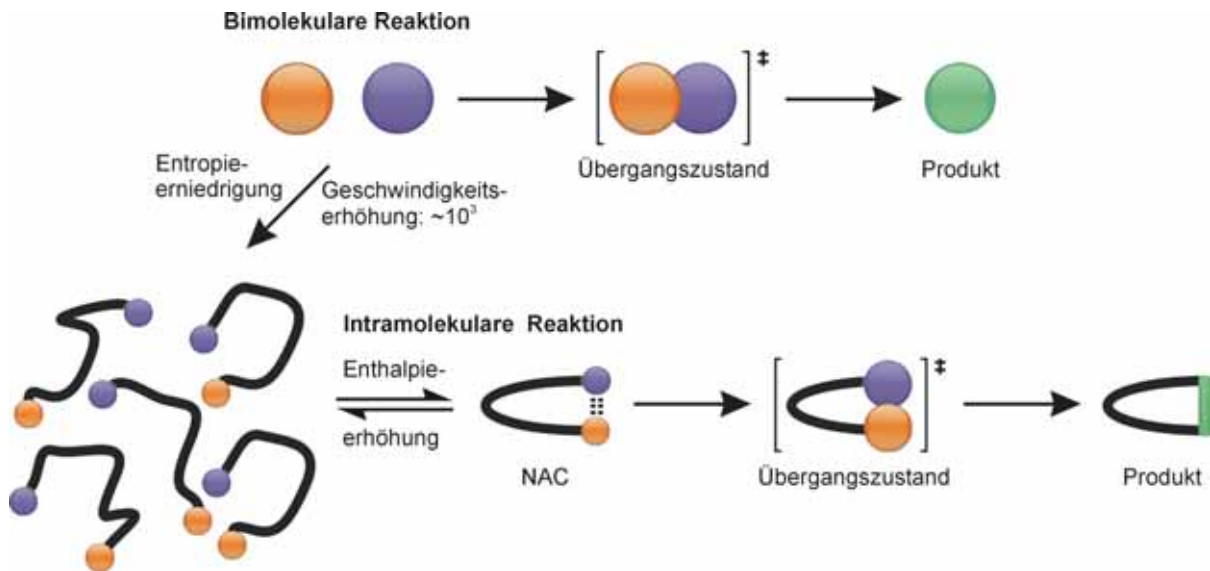 Bimolekulare Reaktion
‡
Übergangszustand
Produkt
Entropie-
erniedrigung
Geschwindigkeits-
erhöhung: ~10³
Intramolekulare Reaktion
Enthalpie-
erhöhung
NAC
‡
Übergangszustand
Produkt